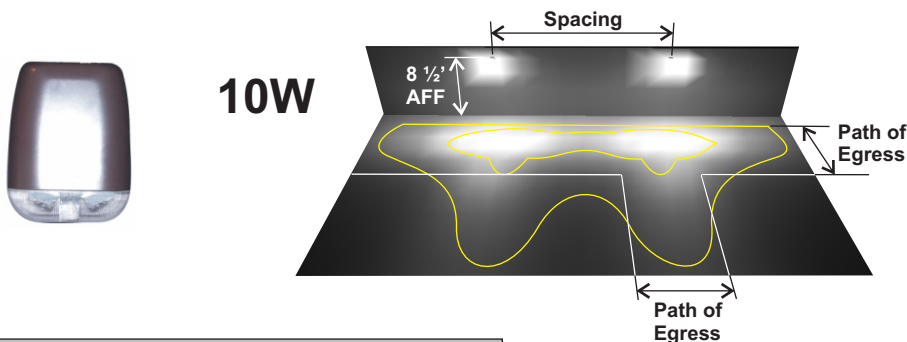 Spacing
8 ½’
AFF
10W
Path of
Egress
Path of
Egress